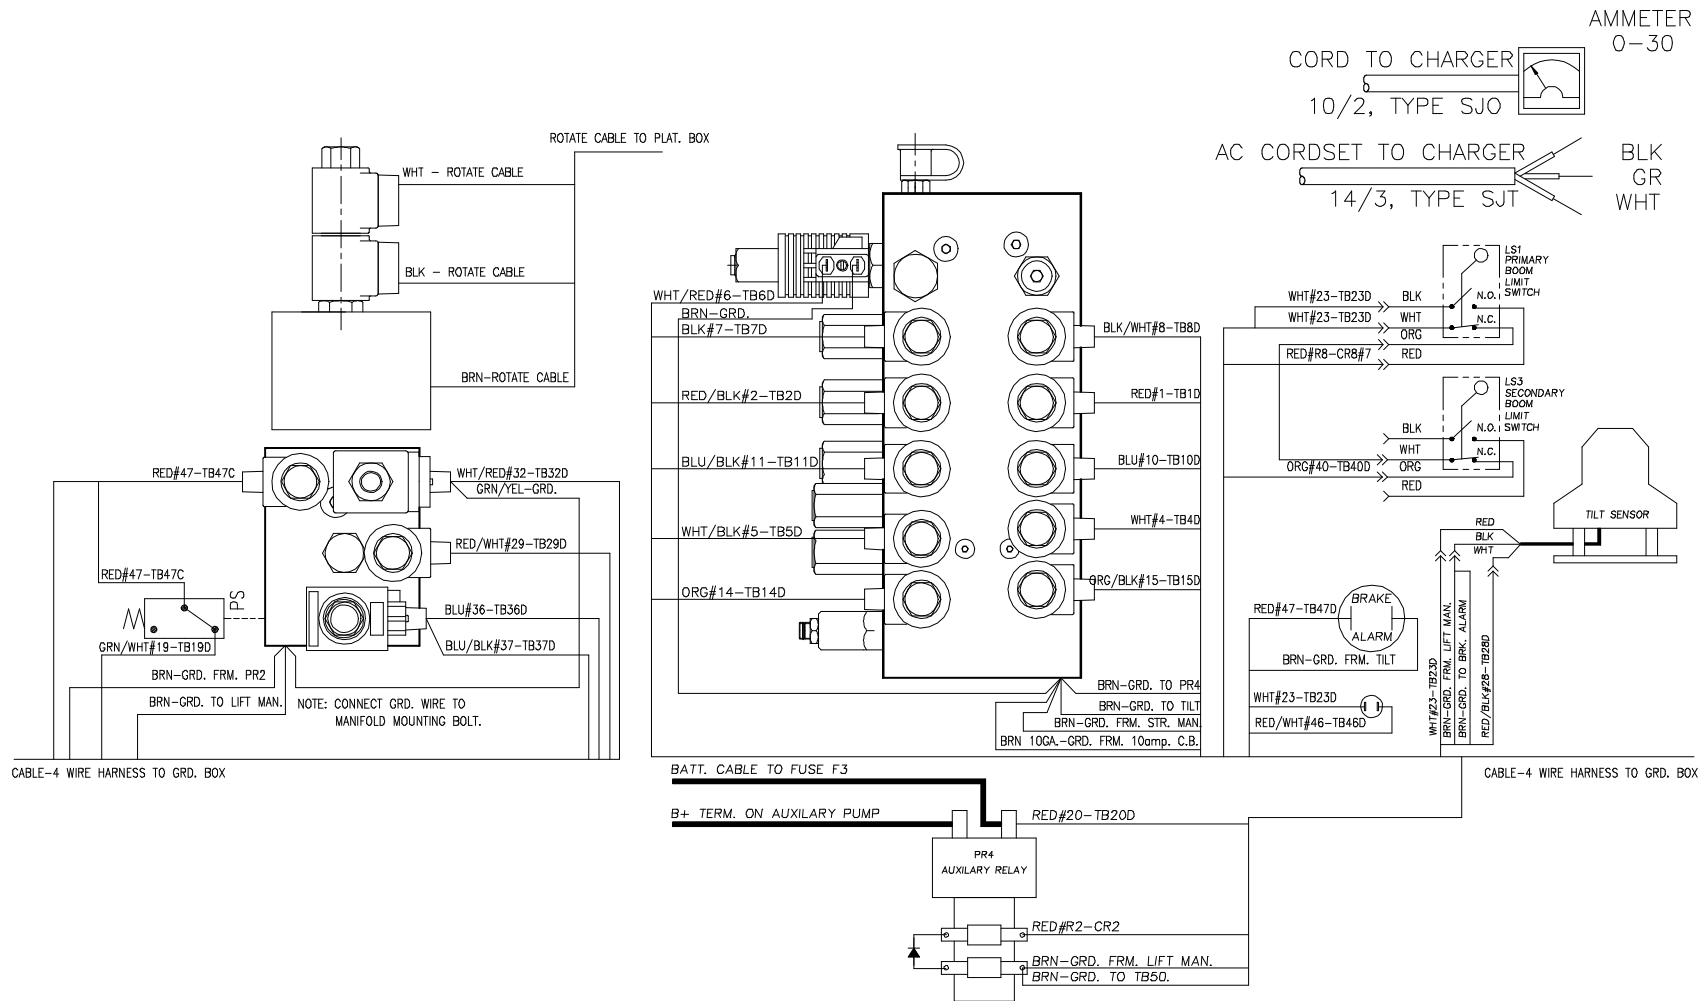 AMMETER
0-30
CORD TO CHARGER
10/2, TYPE SJO
AC CORDSET TO CHARGER
14/3, TYPE SJT
BLK
GR
WHT
ROTATE CABLE TO PLAT. BOX
WHT - ROTATE CABLE
BLK - ROTATE CABLE
BRN-ROTATE CABLE
RED#47-TB47C
WHT/RED#32-TB32D
GRN/YEL-GRD.
RED/WHT#29-TB29D
RED#47-TB47C
PS
GRN/WHT#19-TB19D
BLU#36-TB36D
BLU/BLK#37-TB37D
BRN-GRD. FRM. PR2
BRN-GRD. TO LIFT MAN.
NOTE: CONNECT GRD. WIRE TO
MANIFOLD MOUNTING BOLT.
CABLE-4 WIRE HARNESS TO GRD. BOX
WHT/RED#6-TB6D
BRN-GRD.
BLK#7-TB7D
RED/BLK#2-TB2D
BLU/BLK#11-TB11D
WHT/BLK#5-TB5D
ORG#14-TB14D
BLK/WHT#8-TB8D
RED#1-TB1D
BLU#10-TB10D
WHT#4-TB4D
ORG/BLK#15-TB15D
BRN-GRD. TO PR4
BRN-GRD. TO TILT
BRN-GRD. FRM. STR. MAN.
BRN 10GA.-GRD. FRM. 10amp. C.B.
LS1
PRIMARY
BOOM
LIMIT
SWITCH
WHT#23-TB23D
BLK
N.O.
WHT#23-TB23D
WHT
N.C.
ORG
RED#R8-CR8#7
RED
LS3
SECONDARY
BOOM
LIMIT
SWITCH
BLK
N.O.
WHT
N.C.
ORG#40-TB40D
ORG
RED
TILT SENSOR
RED
BLK
WHT
RED#47-TB47D
BRAKE
ALARM
BRN-GRD. FRM. TILT
WHT#23-TB23D
RED/WHT#46-TB46D
WHT#23-TB23D
BRN-GRD. FRM. LIFT MAN.
BRN-GRD. TO BRK. ALARM
RED/BLK#28-TB28D
CABLE-4 WIRE HARNESS TO GRD. BOX
BATT. CABLE TO FUSE F3
B+ TERM. ON AUXILARY PUMP
RED#20-TB20D
PR4
AUXILARY RELAY
RED#R2-CR2
BRN-GRD. FRM. LIFT MAN.
BRN-GRD. TO TB50.